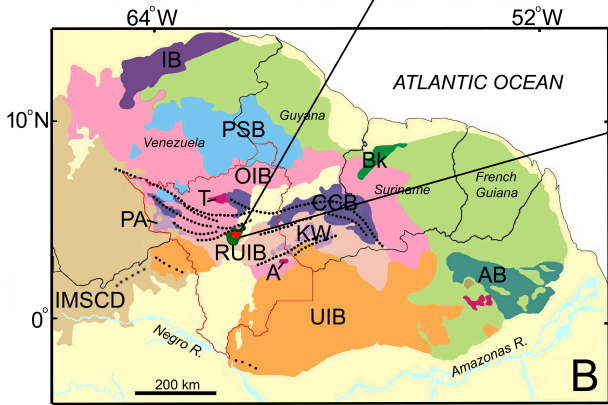 64°W
52°W
IB
ATLANTIC OCEAN
10°N
PSB
Guyana
Venezuela
Bk
OIB
Suriname
French
Guiana
T
CCB
PA
KW
RUIB
A
AB
IMSCD
UIB
0°
Negro R.
Amazonas R.
200 km
B